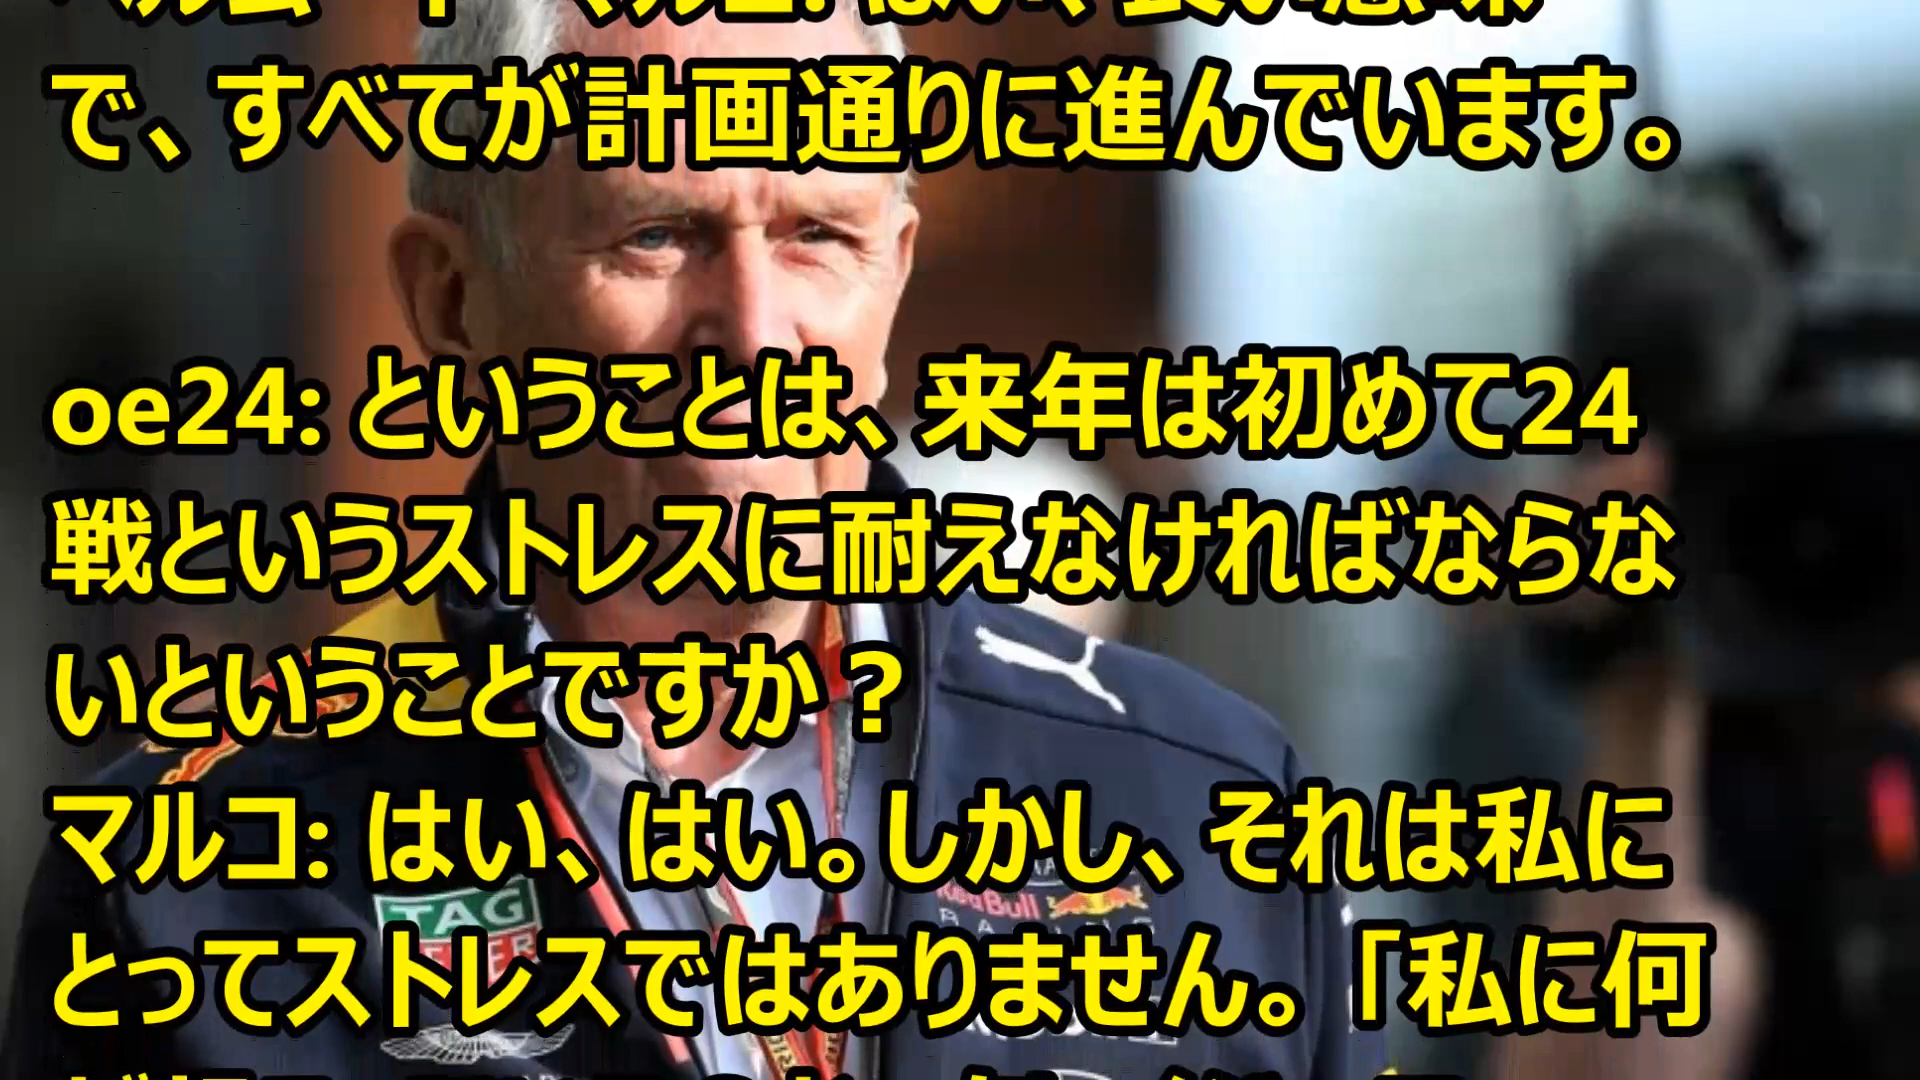 で、すべてが計画通りに進んでいます。
oe24: ということは、来年は初めて24
戦というストレスに耐えなければならな
いということですか？
マルコ: はい、はい。しかし、それは私に
とってストレスではありません。「私に何
TAG
Red Bull